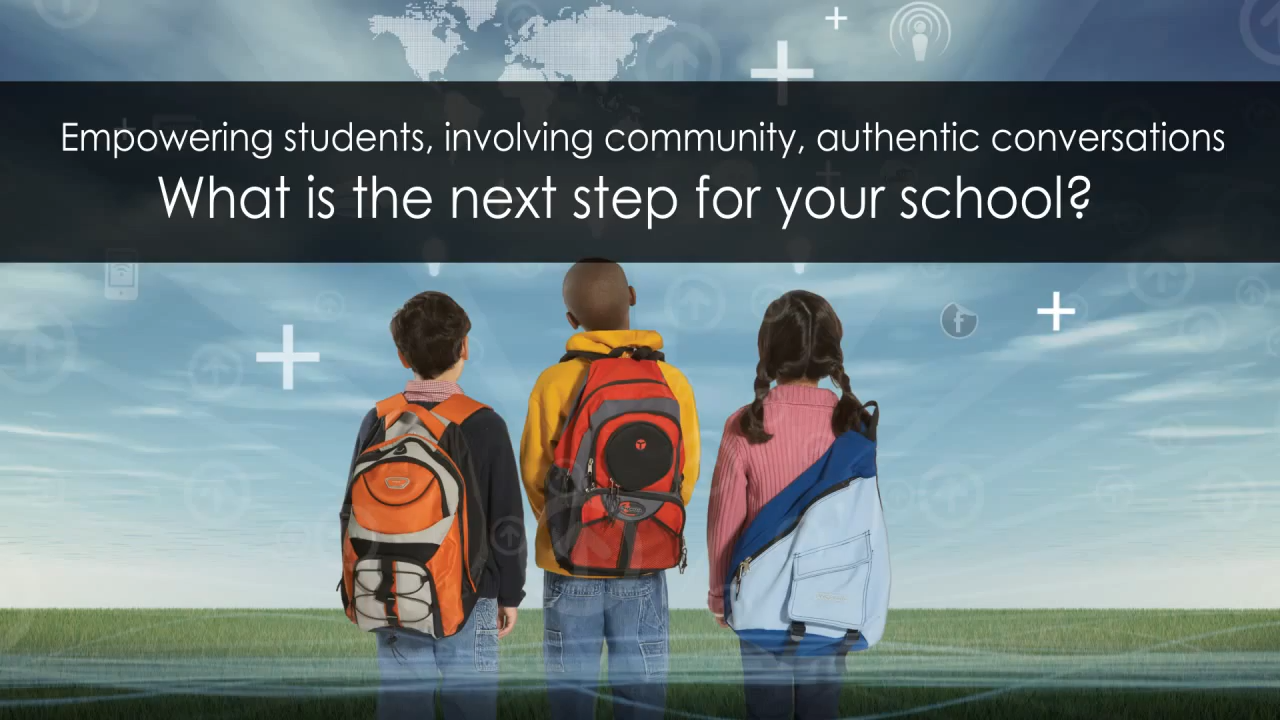 Empowering students, involving community, authentic conversations
What is the next step for your school?